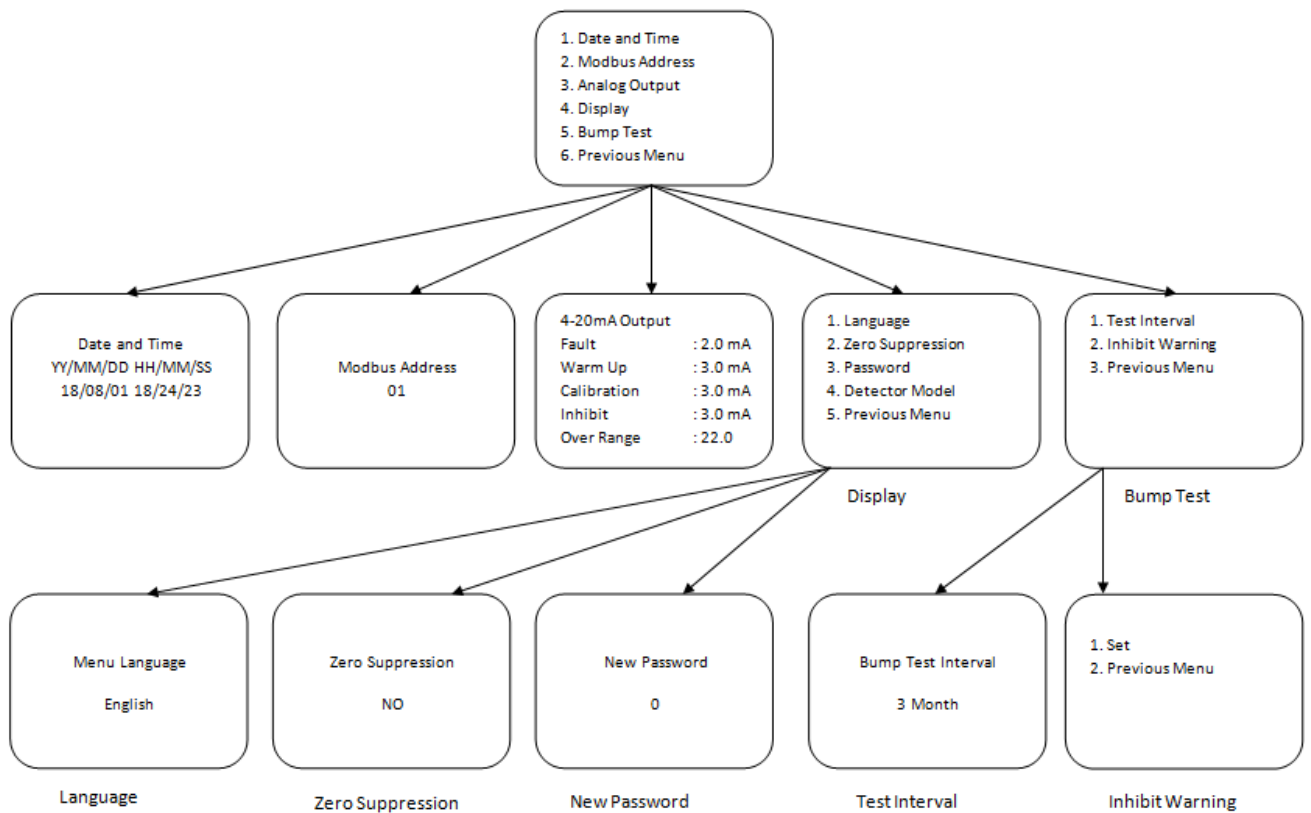 1. Date and Time
2. Modbus Address
3. Analog Output
4. Display
5. Bump Test
6. Previous Menu
Date and Time
YY/MM/DD HH/MM/SS
18/08/01 18/24/23
Modbus Address
01
4-20mA Output
Fault : 2.0 mA
Warm Up : 3.0 mA
Calibration : 3.0 mA
Inhibit : 3.0 mA
Over Range : 22.0
1. Language
2. Zero Suppression
3. Password
4. Detector Model
5. Previous Menu
1. Test Interval
2. Inhibit Warning
3. Previous Menu
Display
Bump Test
Menu Language
English
Zero Suppression
NO
New Password
0
Bump Test Interval
3 Month
1. Set
2. Previous Menu
Language
Zero Suppression
New Password
Test Interval
Inhibit Warning